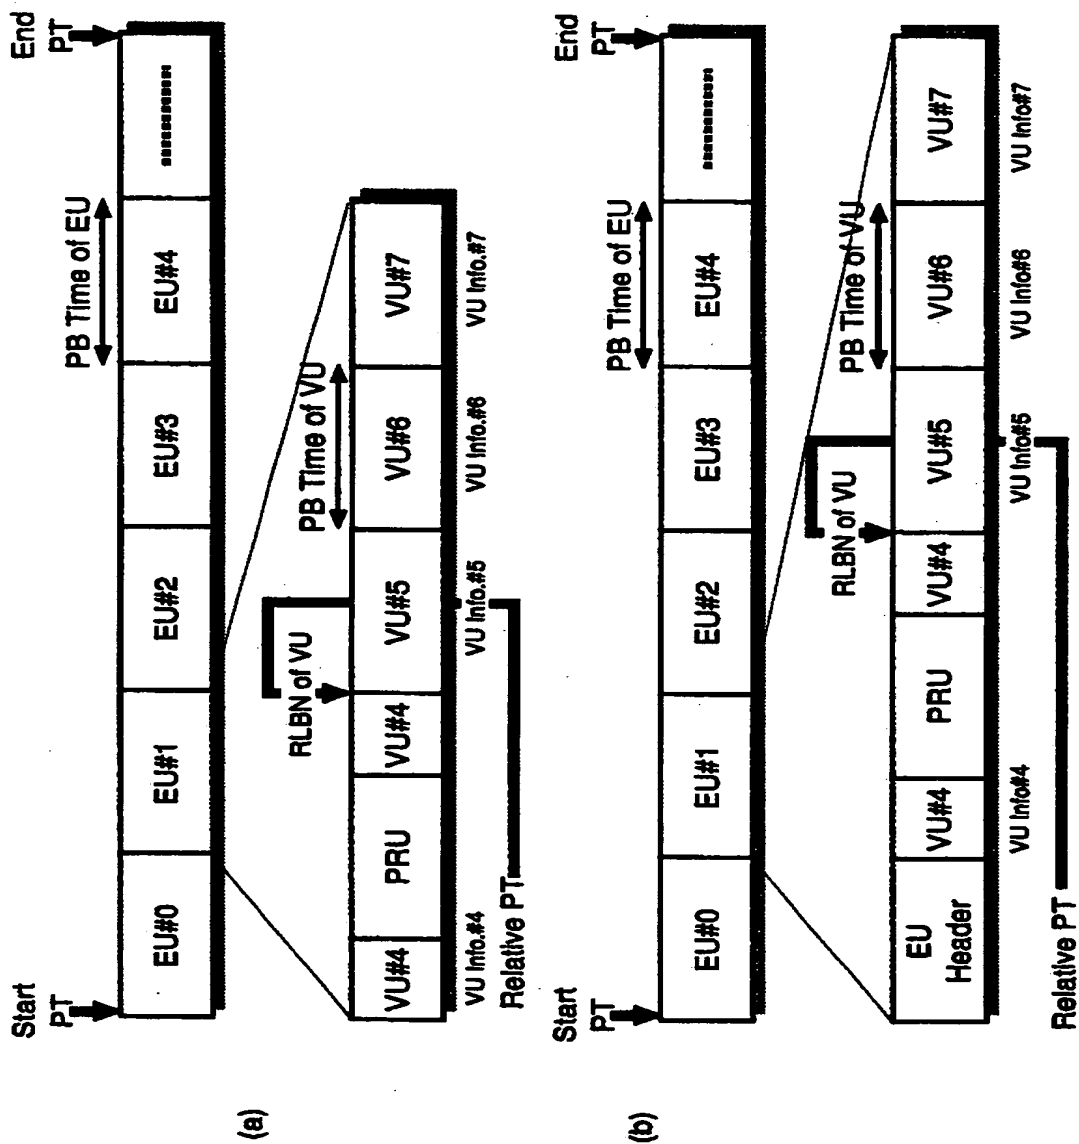 (a)
Start
PT
End
PT
PB Time of EU
EU#0 EU#1 EU#2 EU#3 EU#4 ............
RLBN of VU
PB Time of VU
VU#4 PRU VU#4 VU#5 VU#6 VU#7
VU Info.#4 VU Info.#5 VU Info.#6 VU Info.#7
Relative PT
(b)
Start
PT
End
PT
PB Time of EU
EU#0 EU#1 EU#2 EU#3 EU#4 ............
RLBN of VU
PB Time of VU
EU
Header
VU#4 PRU VU#4 VU#5 VU#6 VU#7
VU Info#4 VU Info#5 VU Info#6 VU Info#7
Relative PT